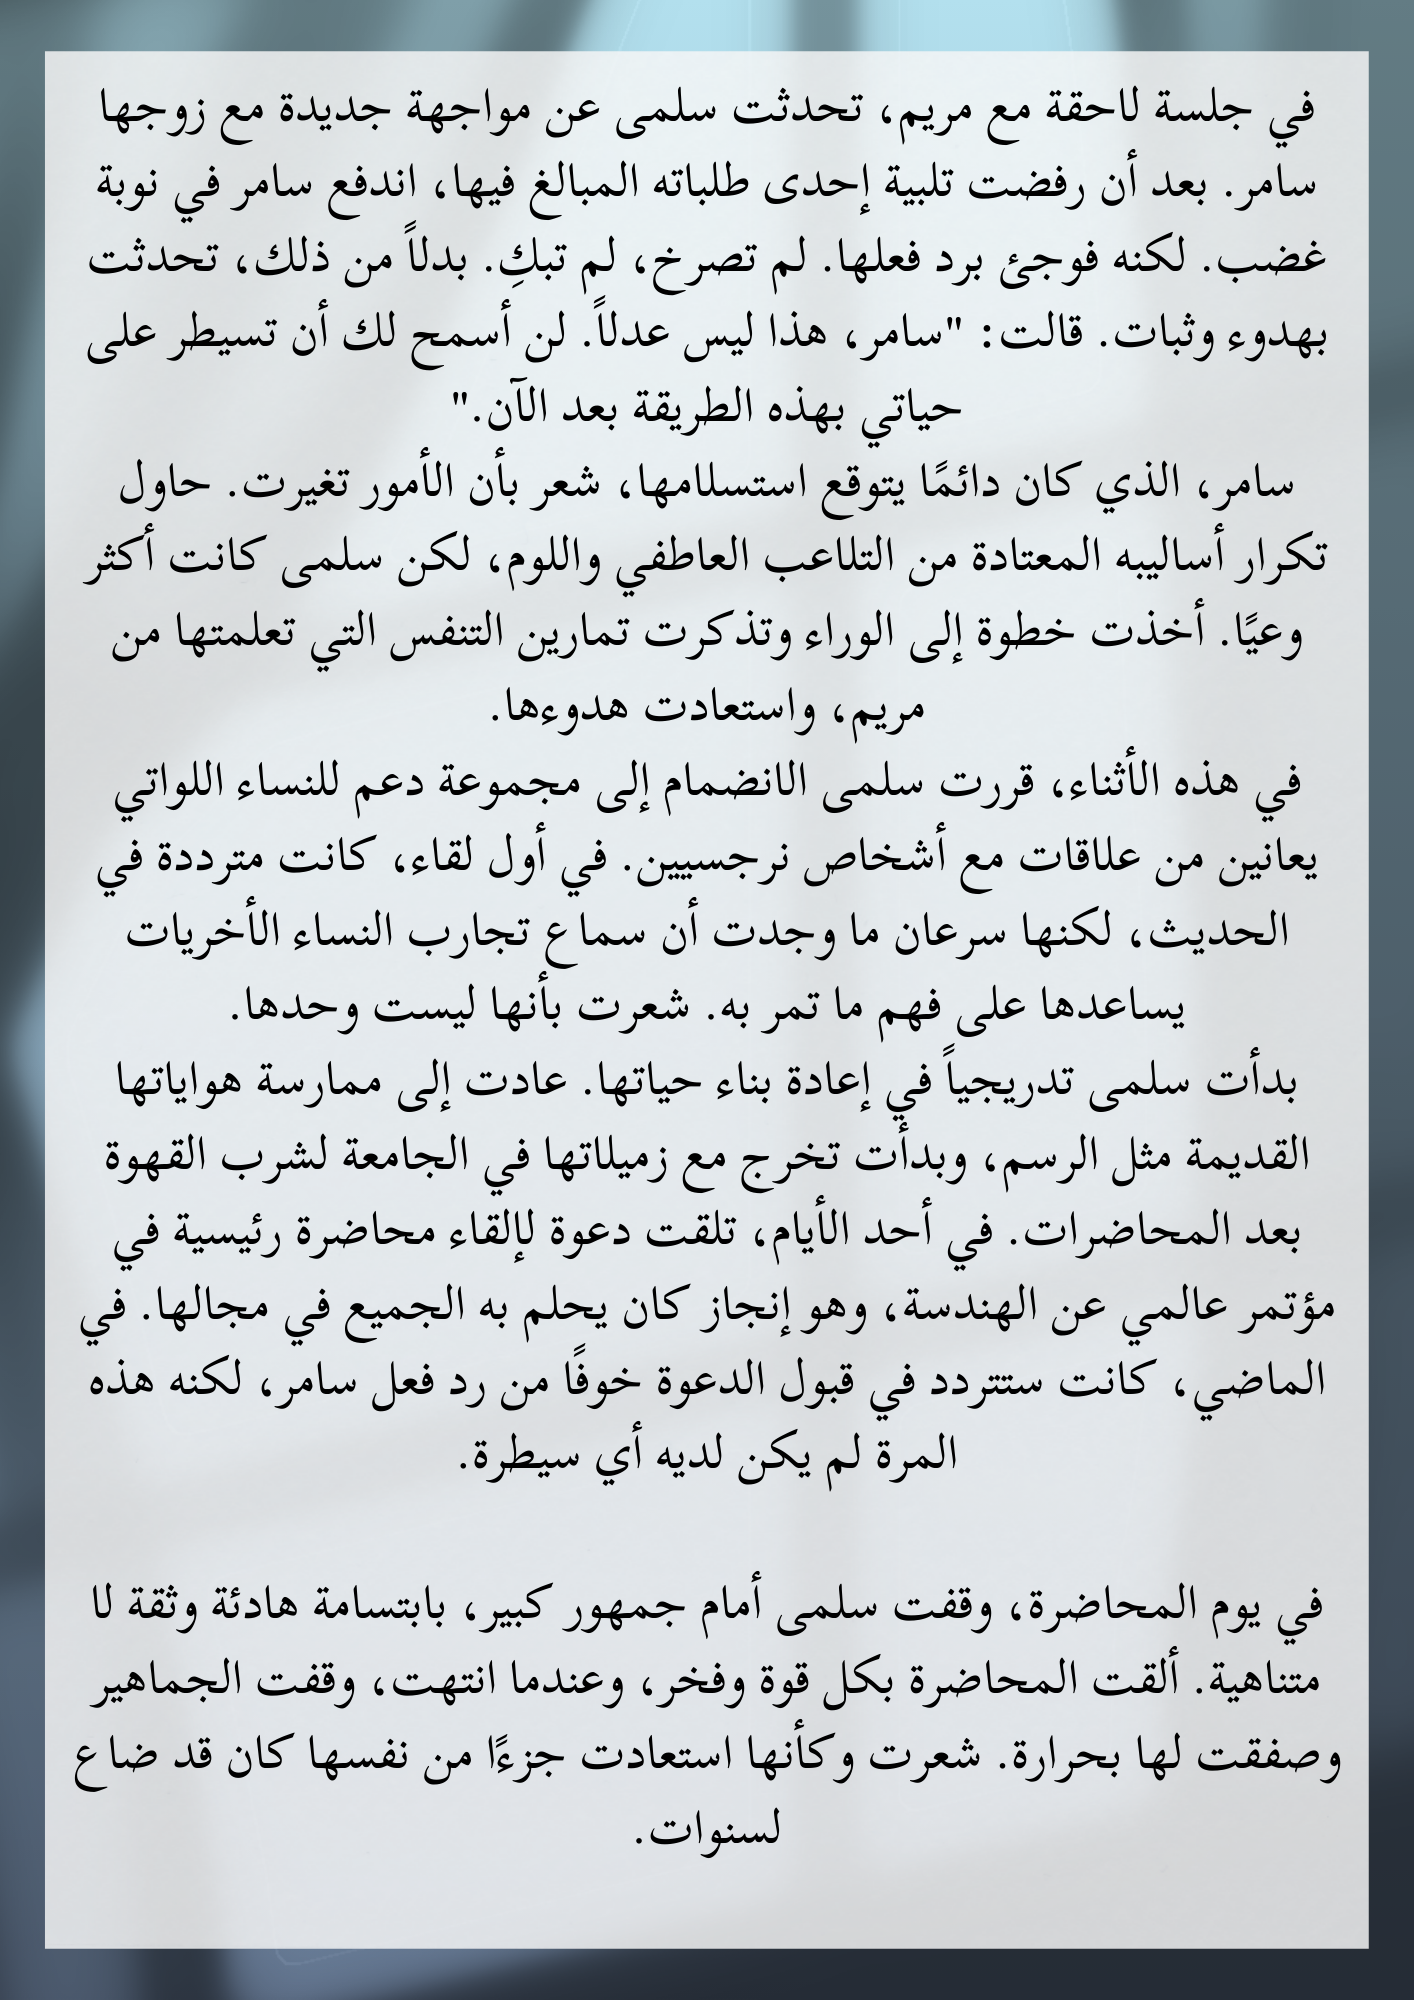 في جلسة لاحقة مع مريم، تحدثت سلمى عن مواجهة جديدة مع زوجها
سامر. بعد أن رفضت تلبية إحدى طلباته المبالغ فيها، اندفع سامر في نوبة
غضب. لكنه فوجئ برد فعلها. لم تصرخ، لم تبكِ. بدلاً من ذلك، تحدثت
بهدوء وثبات. قالت: "سامر، هذا ليس عدلاً. لن أسمح لك أن تسيطر على
حياتي بهذه الطريقة بعد الآن."
سامر، الذي كان دائمًا يتوقع استسلامها، شعر بأن الأمور تغيرت. حاول
تكرار أساليبه المعتادة من التلاعب العاطفي واللوم، لكن سلمى كانت أكثر
وعيًا. أخذت خطوة إلى الوراء وتذكرت تمارين التنفس التي تعلمتها من
مريم، واستعادت هدوءها.
في هذه الأثناء، قررت سلمى الانضمام إلى مجموعة دعم للنساء اللواتي
يعانين من علاقات مع أشخاص نرجسيين. في أول لقاء، كانت مترددة في
الحديث، لكنها سرعان ما وجدت أن سماع تجارب النساء الأخريات
يساعدها على فهم ما تمر به. شعرت بأنها ليست وحدها.
بدأت سلمى تدريجياً في إعادة بناء حياتها. عادت إلى ممارسة هواياتها
القديمة مثل الرسم، وبدأت تخرج مع زميلاتها في الجامعة لشرب القهوة
بعد المحاضرات. في أحد الأيام، تلقت دعوة لإلقاء محاضرة رئيسية في
مؤتمر عالمي عن الهندسة، وهو إنجاز كان يحلم به الجميع في مجالها. في
الماضي، كانت ستتردد في قبول الدعوة خوفًا من رد فعل سامر، لكنه هذه
المرة لم يكن لديه أي سيطرة.
في يوم المحاضرة، وقفت سلمى أمام جمهور كبير، بابتسامة هادئة وثقة لا
متناهية. ألقت المحاضرة بكل قوة وفخر، وعندما انتهت، وقفت الجماهير
وصفقت لها بحرارة. شعرت وكأنها استعادت جزءًا من نفسها كان قد ضاع
لسنوات.